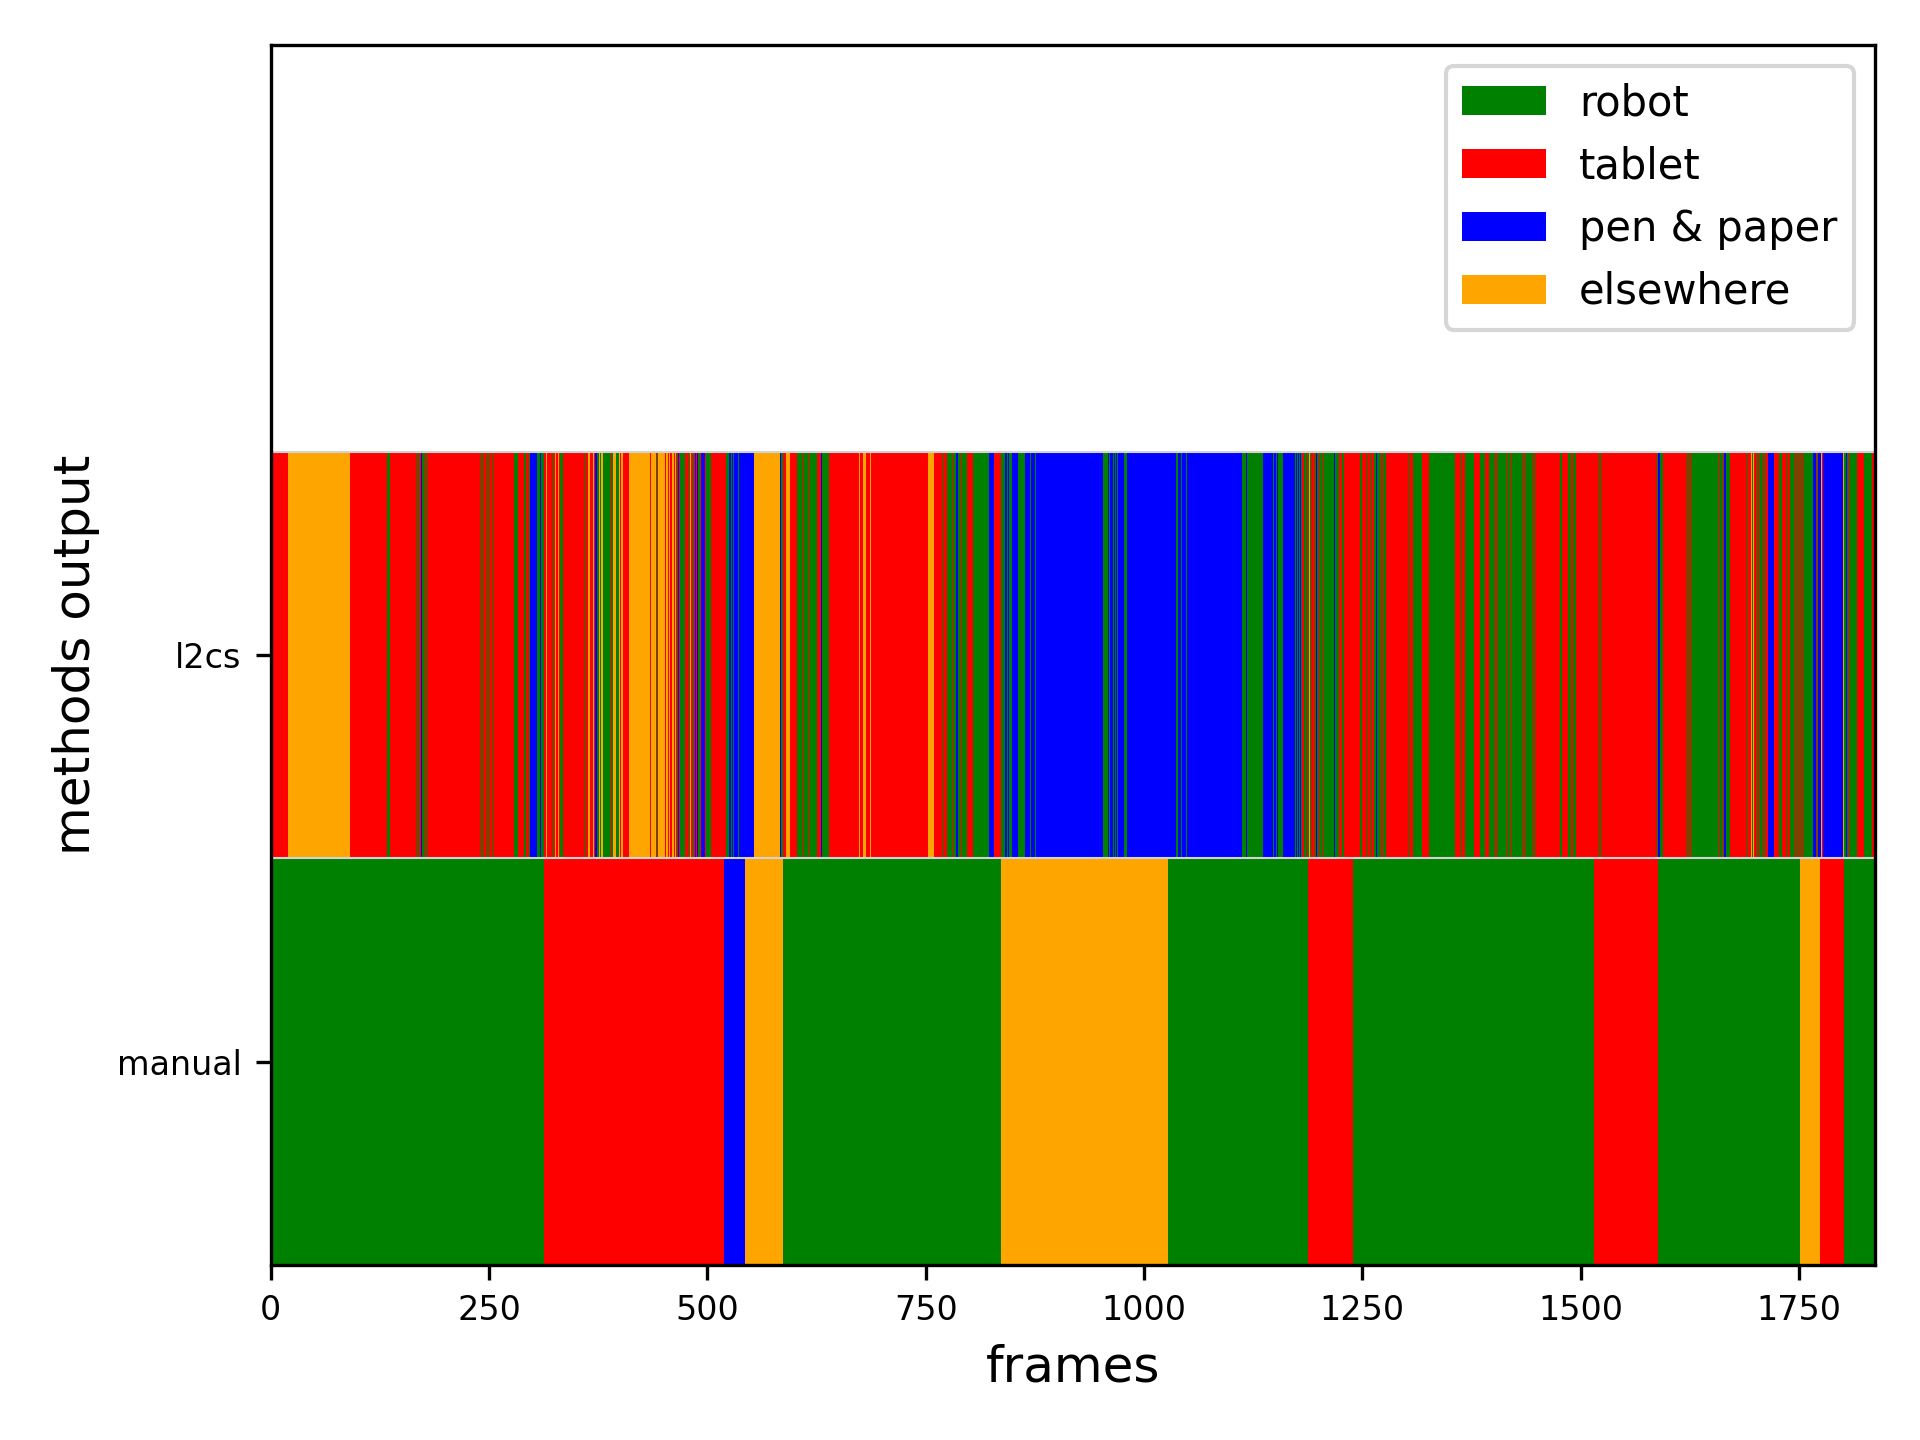 robot
tablet
pen & paper
elsewhere
methods output
l2cs
manual
0 250 500 750 1000 1250 1500 1750
frames